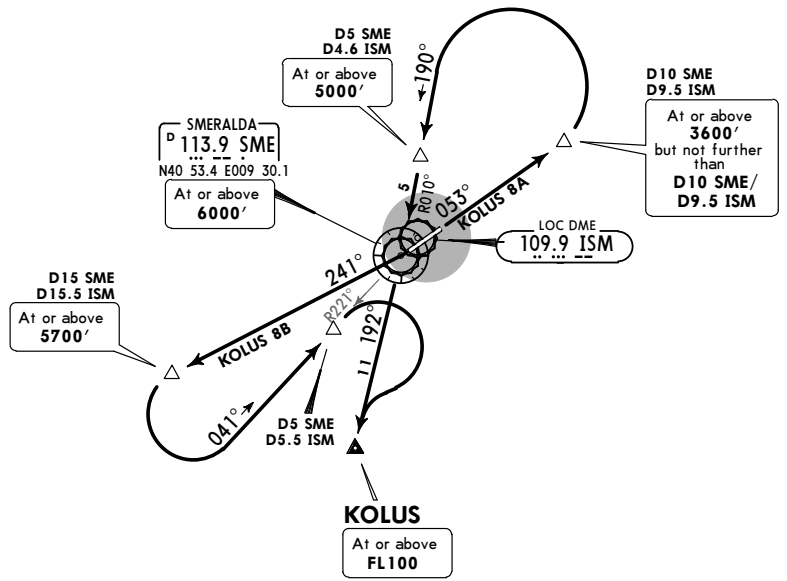 D5 SME
D4.6 ISM
At or above
5000′
190°
D10 SME
D9.5 ISM
At or above
3600′
but not further
than
D10 SME/
D9.5 ISM
SMERALDA
D 113.9 SME
N40 53.4 E009 30.1
At or above
6000′
5
R010°
053°
KOLUS 8A
LOC DME
109.9 ISM
241°
KOLUS 8B
R221°
D15 SME
D15.5 ISM
At or above
5700′
192°
11
041°
D5 SME
D5.5 ISM
KOLUS
At or above
FL100